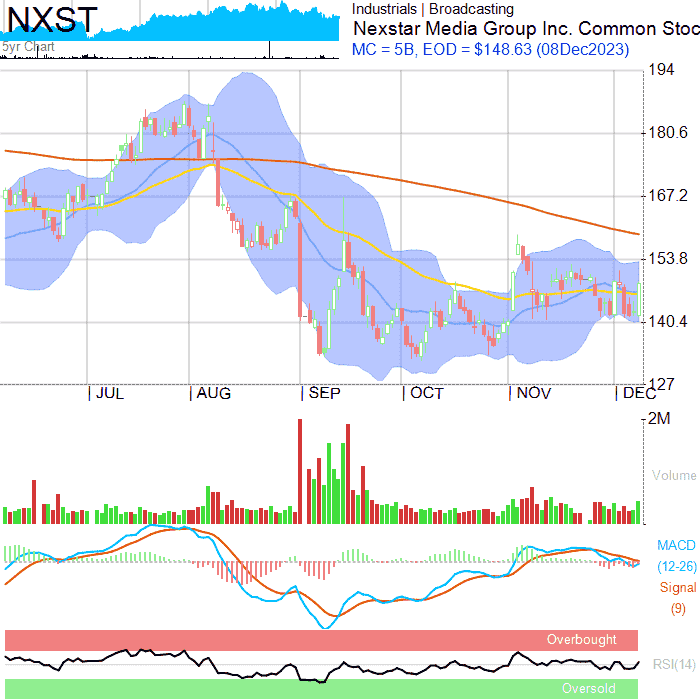 NXST
5yr Chart
Industrials | Broadcasting
Nexstar Media Group Inc. Common Stoc
MC = 5B, EOD = $148.63 (08Dec2023)
194
180.6
167.2
153.8
140.4
127
JUL AUG SEP OCT NOV DEC
2M
Volume
MACD
(12-26)
Signal
(9)
Overbought
RSI(14)
Oversold